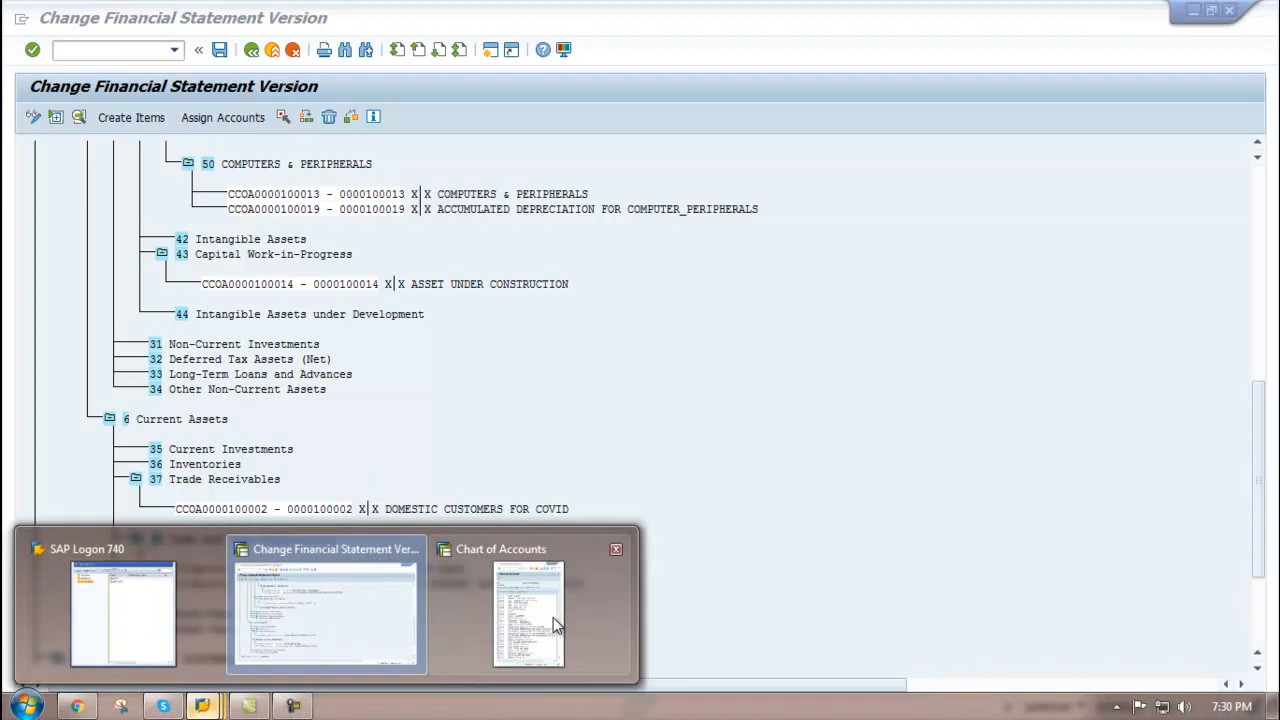 Change Financial Statement Version
Change Financial Statement Version
Create Items Assign Accounts
50 COMPUTERS & PERIPHERALS
CCOA0000100013 - 0000100013 X X COMPUTERS & PERIPHERALS
CCOA0000100019 - 0000100019 X X ACCUMULATED DEPRECIATION FOR COMPUTER_PERIPHERALS
42 Intangible Assets
43 Capital Work-in-Progress
CCOA0000100014 - 0000100014 X X ASSET UNDER CONSTRUCTION
44 Intangible Assets under Development
31 Non-Current Investments
32 Deferred Tax Assets (Net)
33 Long-Term Loans and Advances
34 Other Non-Current Assets
6 Current Assets
35 Current Investments
36 Inventories
37 Trade Receivables
CCOA0000100002 - 0000100002 X X DOMESTIC CUSTOMERS FOR COVID
SAP Logon 740
Change Financial Statement Ver...
Chart of Accounts
7:30 PM